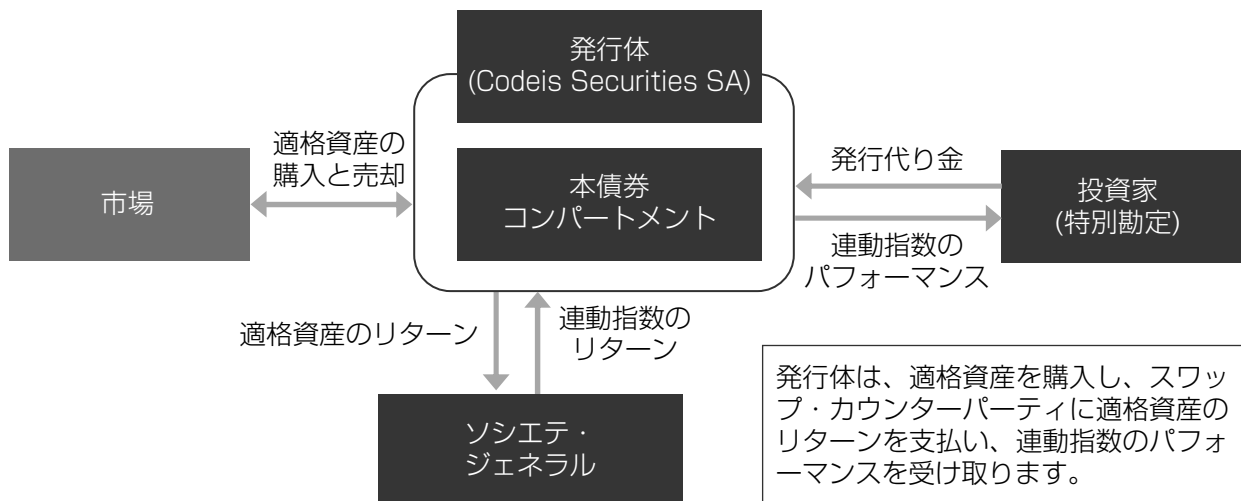 発行体
(Codeis Securities SA)
適格資産の
購入と売却
市場
本債券
コンパートメント
発行代り金
投資家
(特別勘定)
連動指数の
パフォーマンス
適格資産のリターン
連動指数の
リターン
ソシエテ・
ジェネラル
発行体は、適格資産を購入し、スワッ
プ・カウンターパーティに適格資産の
リターンを支払い、連動指数のパフォ
ーマンスを受け取ります。